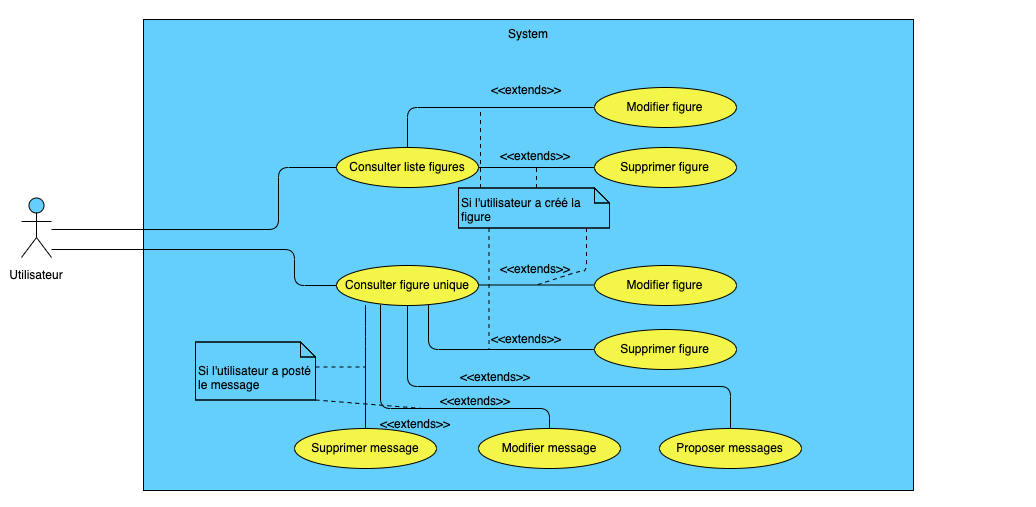 System
<<extends>>
Modifier figure
<<extends>>
Consulter liste figures
Supprimer figure
Si l'utilisateur a créé la
figure
Utilisateur
<<extends>>
Consulter figure unique
Modifier figure
<<extends>>
Supprimer figure
Si l'utilisateur a posté
le message
<<extends>>
<<extends>>
<<extends>>
Supprimer message
Modifier message
Proposer messages